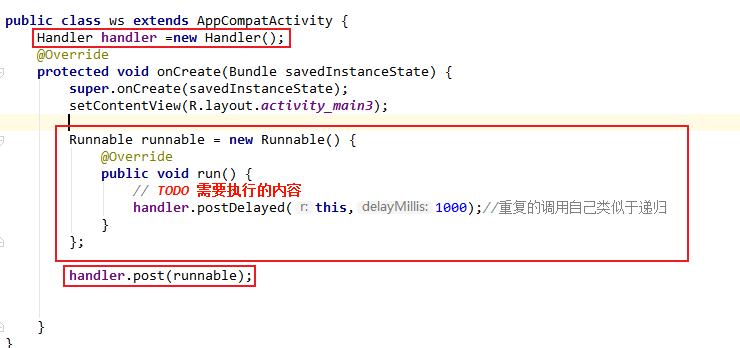 public class ws extends AppCompatActivity {
Handler handler =new Handler();
@Override
protected void onCreate(Bundle savedInstanceState) {
super.onCreate(savedInstanceState);
setContentView(R.layout.activity_main3);
Runnable runnable = new Runnable() {
@Override
public void run() {
// TODO 需要执行的内容
handler.postDelayed( r: this, delayMillis: 1000);//重复的调用自己类似于递归
}
};
handler.post(runnable);
}
}